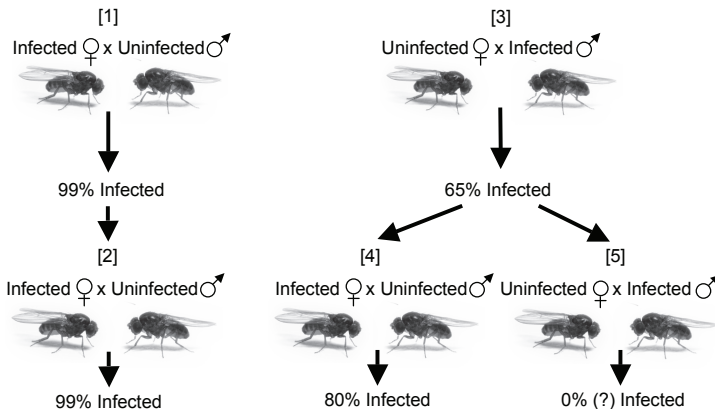 [1]
Infected ♀ x Uninfected ♂
99% Infected
[2]
Infected ♀ x Uninfected ♂
99% Infected
[3]
Uninfected ♀ x Infected ♂
65% Infected
[4]
Infected ♀ x Uninfected ♂
80% Infected
[5]
Uninfected ♀ x Infected ♂
0% (?) Infected